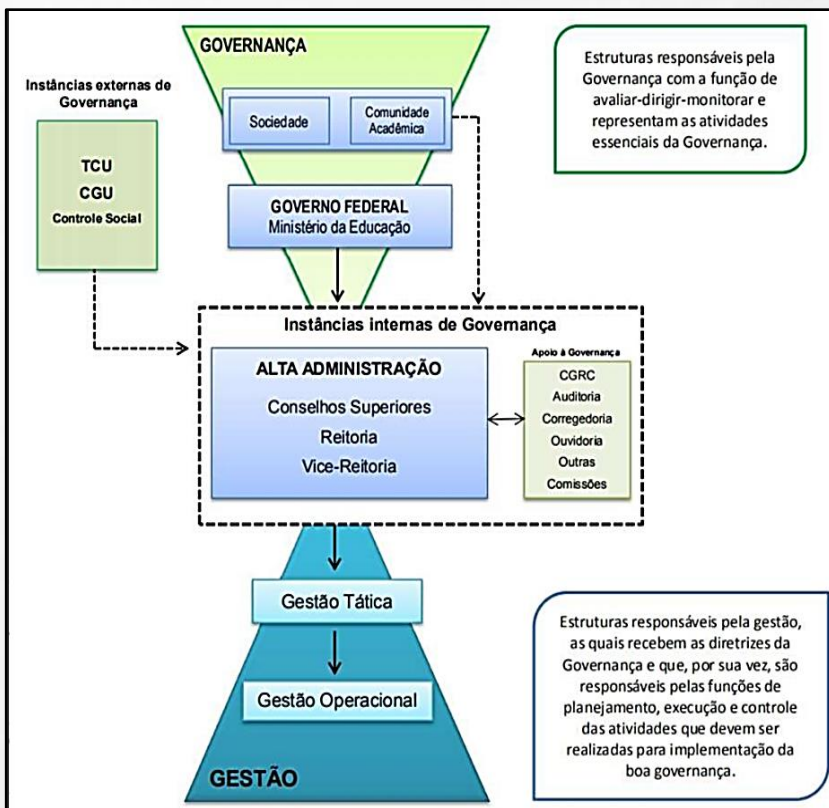 GOVERNANÇA
Sociedade
Comunidade
Acadêmica
Estruturas responsáveis pela
Governança com a função de
avaliar-dirigir-monitorar e
representam as atividades
essenciais da Governança.
Instâncias externas de
Governança
TCU
CGU
Controle Social
GOVERNO FEDERAL
Ministério da Educação
Instâncias internas de Governança
ALTA ADMINISTRAÇÃO
Conselhos Superiores
Reitoria
Vice-Reitoria
Apoio à Governança
CGRC
Auditoria
Corregedoria
Ouvidoria
Outras
Comissões
Gestão Tática
Gestão Operacional
GESTÃO
Estruturas responsáveis pela gestão,
as quais recebem as diretrizes da
Governança e que, por sua vez, são
responsáveis pelas funções de
planejamento, execução e controle
das atividades que devem ser
realizadas para implementação da
boa governança.